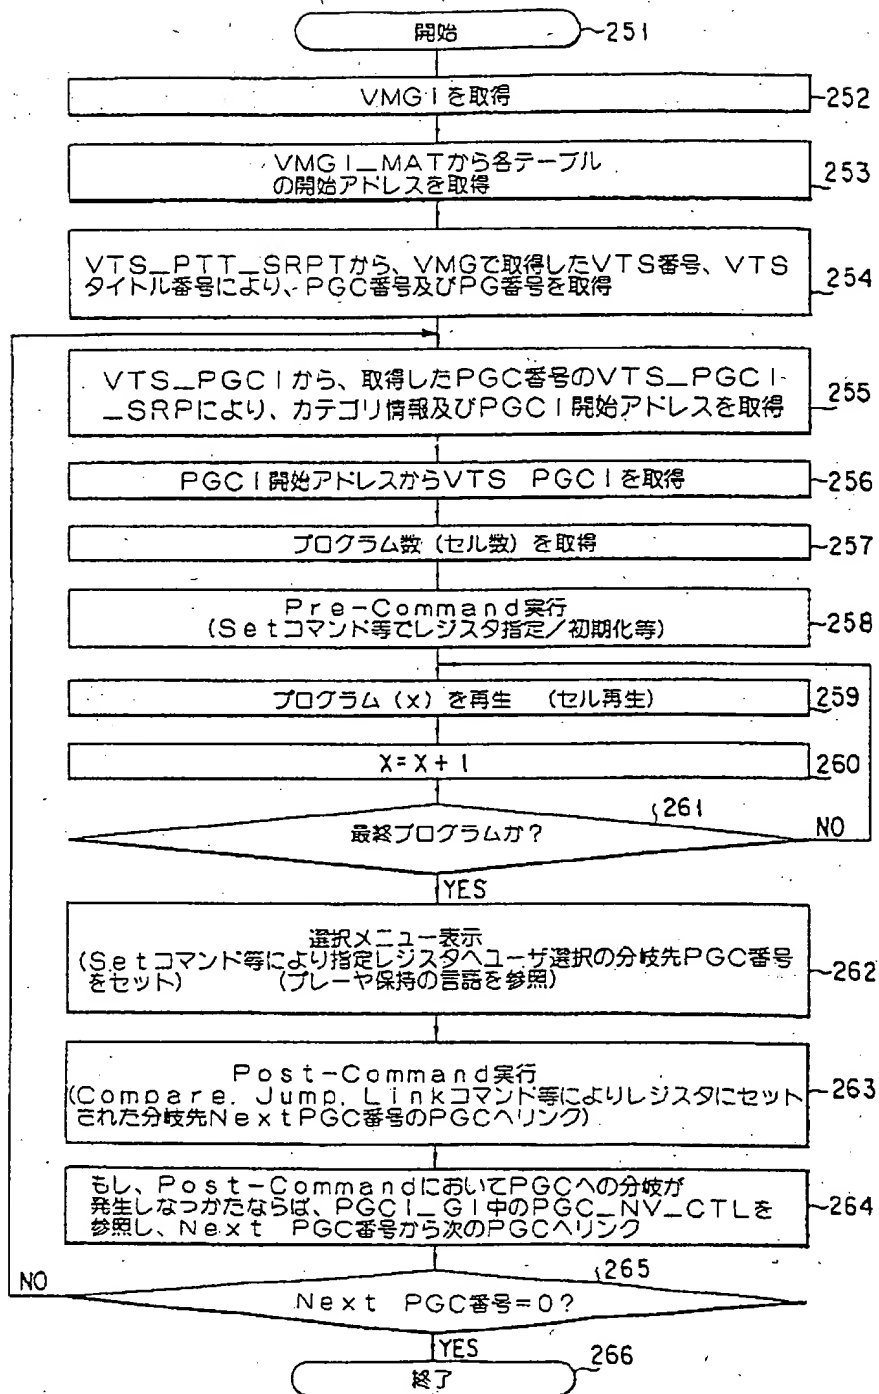 開始 251
VMGIを取得 252
VMGI_MATから各テーブル
の開始アドレスを取得 253
VTS_PTT_SRPTから、VMGで取得したVTS番号、VTS
タイトル番号により、PGC番号及びPG番号を取得 254
VTS_PGCIから、取得したPGC番号のVTS_PGCI
_SRPにより、カテゴリ情報及びPGCI開始アドレスを取得 255
PGCI開始アドレスからVTS PGCIを取得 256
プログラム数(セル数)を取得 257
Pre-Command実行
(Setコマンド等でレジスタ指定/初期化等) 258
プログラム(x)を再生 (セル再生) 259
X=X+1 260
261
最終プログラムか? NO
YES
選択メニュー表示
(Setコマンド等により指定レジスタへユーザ選択の分岐先PGC番号
をセット) (プレーや保持の言語を参照) 262
Post-Command実行
(Compare, Jump, Linkコマンド等によりレジスタにセット
された分岐先NextPGC番号のPGCへリンク) 263
もし、Post-CommandにおいてPGCへの分岐が
発生しなつかたならば、PGCI_GI中のPGC_NV_CTLを
参照し、Next PGC番号から次のPGCへリンク 264
265
NO Next PGC番号=0?
YES
終了 266